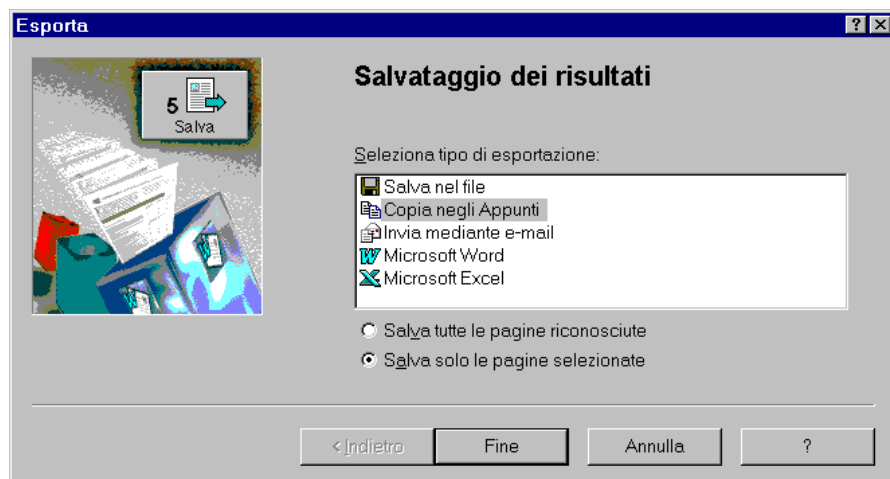 Esporta
5
Salva
Salvataggio dei risultati
Seleziona tipo di esportazione:
Salva nel file
Copia negli Appunti
Invia mediante e-mail
Microsoft Word
Microsoft Excel
Salva tutte le pagine riconosciute
Salva solo le pagine selezionate
< Indietro Fine Annulla ?